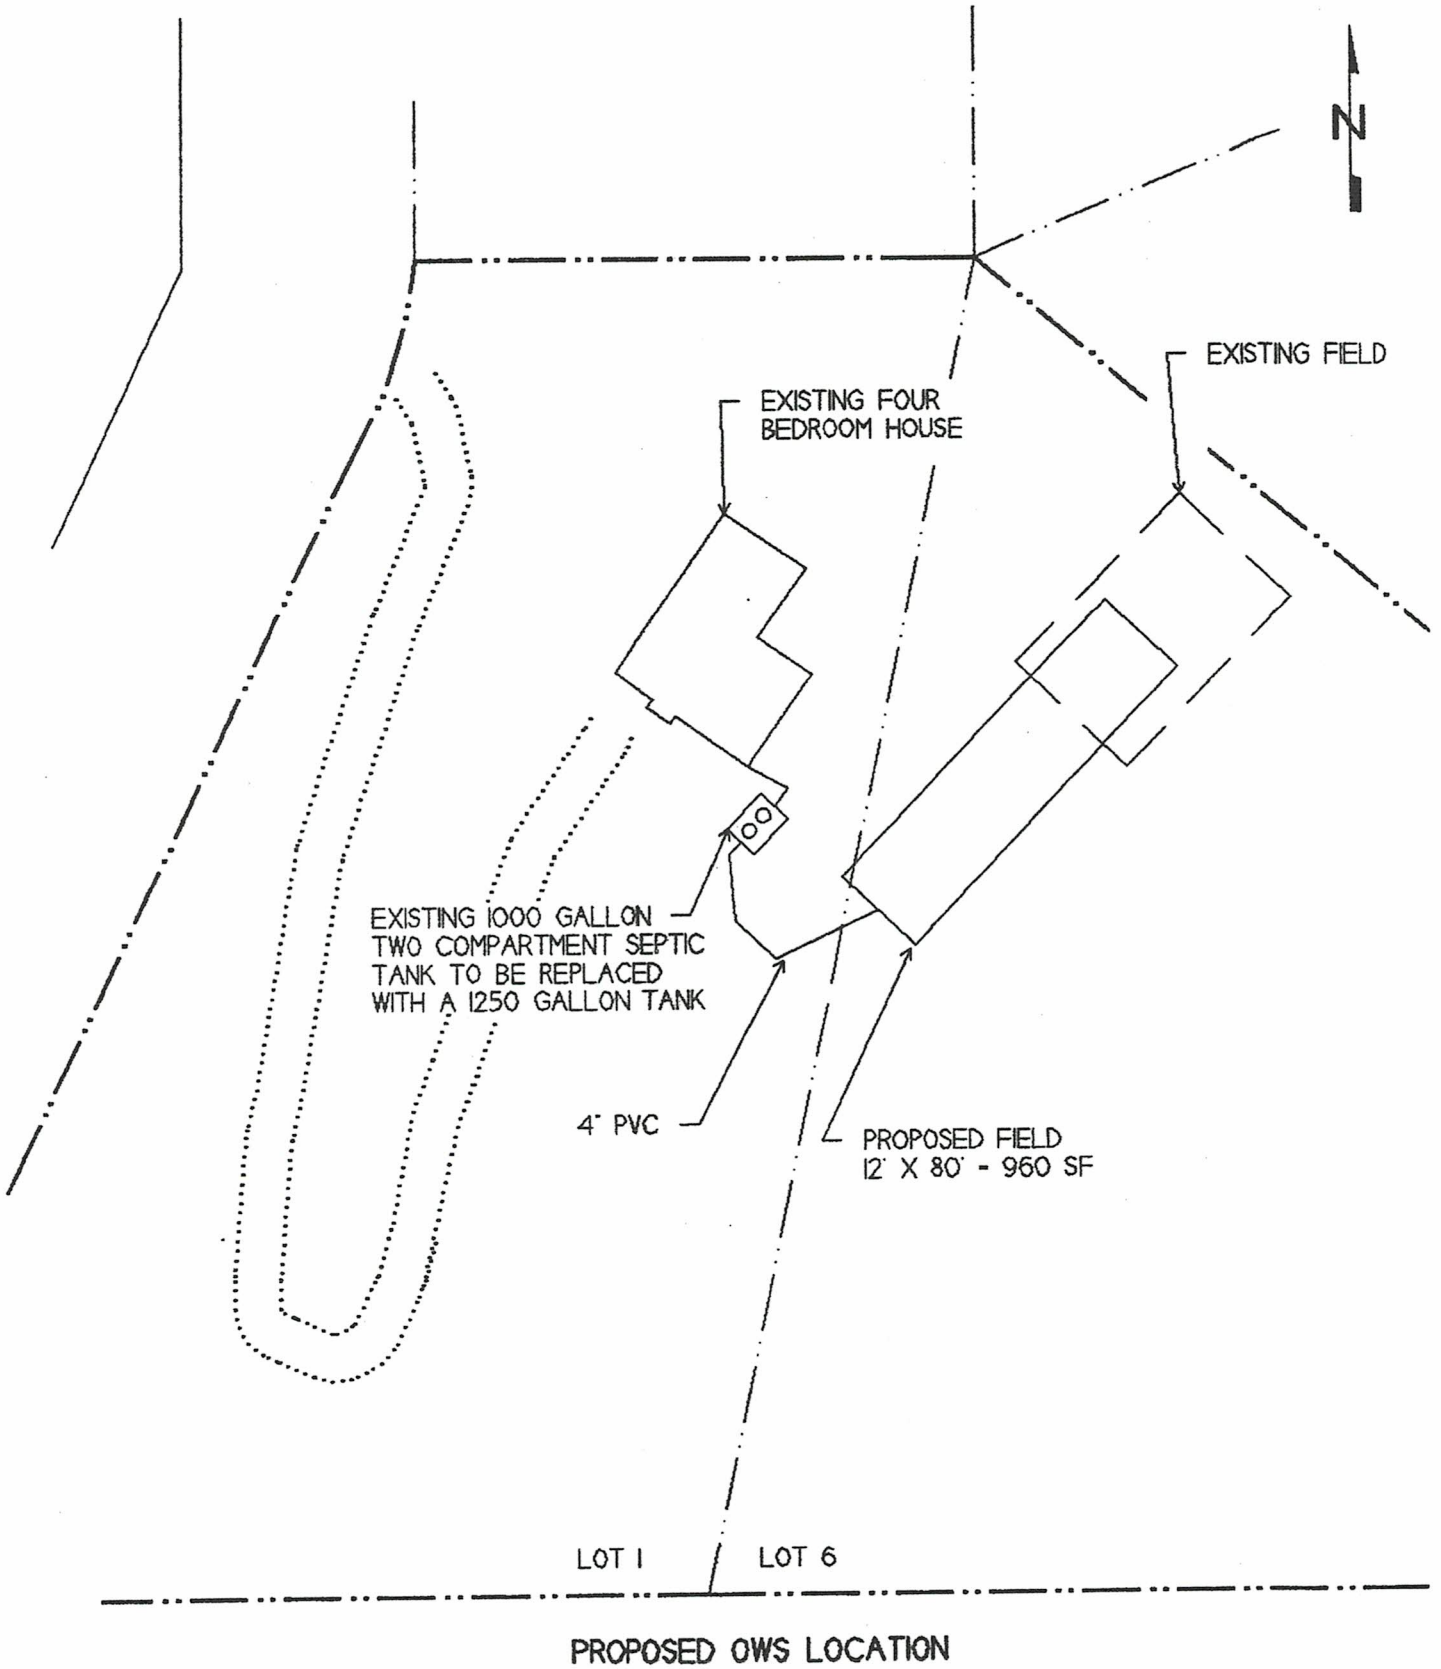 N
EXISTING FIELD
EXISTING FOUR
BEDROOM HOUSE
EXISTING 1000 GALLON
TWO COMPARTMENT SEPTIC
TANK TO BE REPLACED
WITH A 1250 GALLON TANK
4" PVC
PROPOSED FIELD
12' X 80' - 960 SF
LOT 1
LOT 6
PROPOSED OWS LOCATION